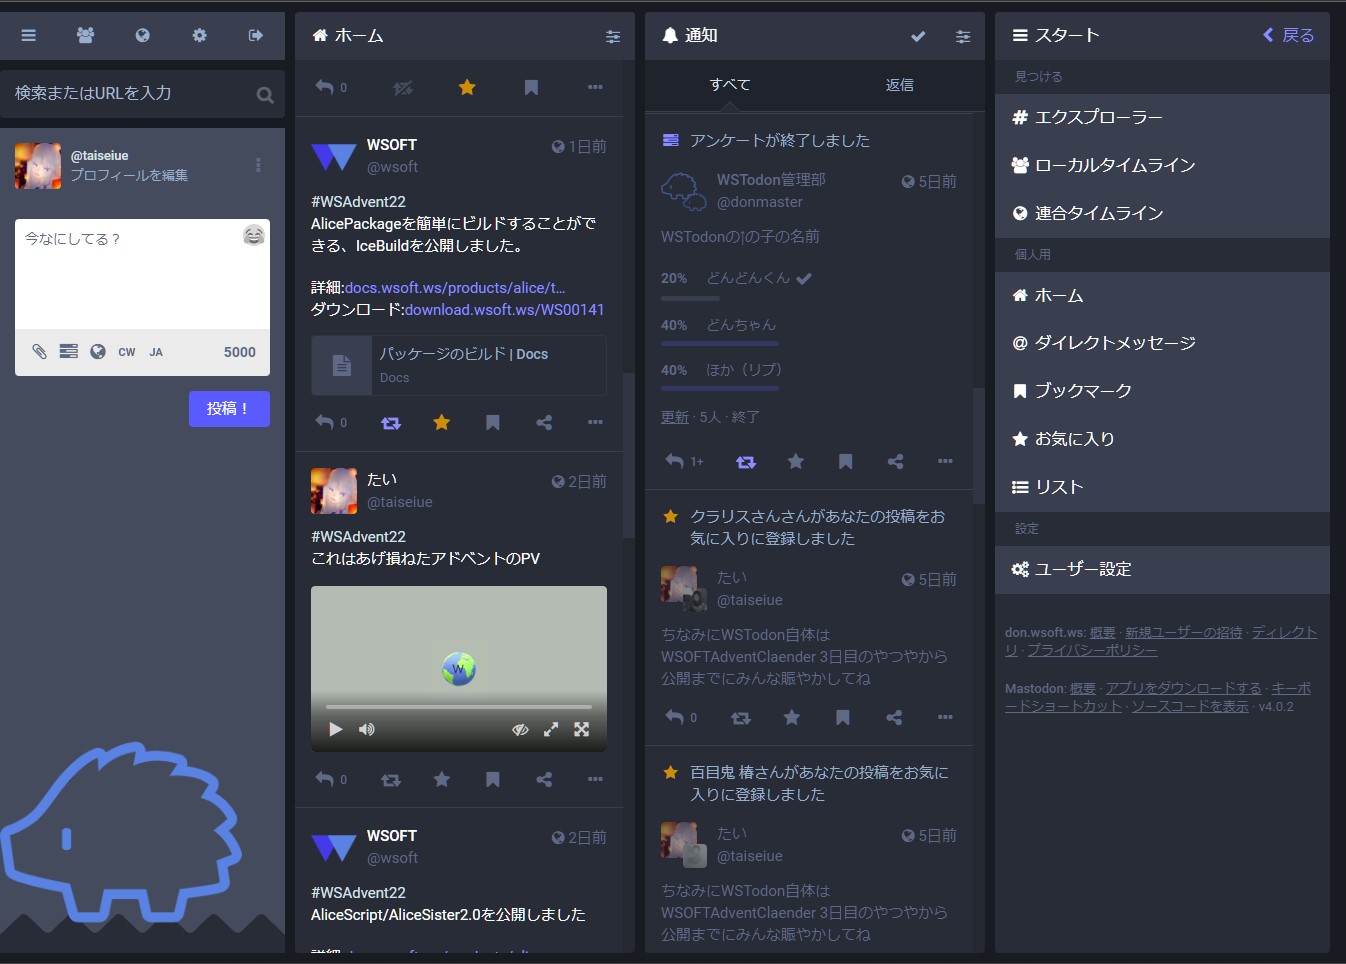 検索またはURLを入力
@taiseiue
プロフィールを編集
今なにしてる？
CW JA 5000
投稿！
ホーム
0
WSOFT 1日前
@wsoft
#WSAdvent22
AlicePackageを簡単にビルドすることがで
きる、IceBuildを公開しました。
詳細:docs.wsoft.ws/products/alice/t…
ダウンロード:download.wsoft.ws/WS00141
パッケージのビルド | Docs
Docs
0
たい 2日前
@taiseiue
#WSAdvent22
これはあげ損ねたアドベントのPV
W
0
WSOFT 2日前
@wsoft
#WSAdvent22
AliceScript/AliceSister2.0を公開しました
通知
すべて 返信
アンケートが終了しました
WSTodon管理部 5日前
@donmaster
WSTodonの↑の子の名前
20% どんどんくん
40% どんちゃん
40% ほか（リプ）
更新 · 5人 · 終了
1+
クラリスさんさんがあなたの投稿をお
気に入りに登録しました
たい 5日前
@taiseiue
ちなみにWSTodon自体は
WSOFTAdventClaender 3日目のやつやから
公開までにみんな賑やかしてね
0
百目鬼 椿さんがあなたの投稿をお気に
入りに登録しました
たい 5日前
@taiseiue
ちなみにWSTodon自体は
WSOFTAdventClaender 3日目のやつやから
公開までにみんな賑やかしてね
スタート 戻る
見つける
エクスプローラー
ローカルタイムライン
連合タイムライン
個人用
ホーム
ダイレクトメッセージ
ブックマーク
お気に入り
リスト
設定
ユーザー設定
don.wsoft.ws: 概要 · 新規ユーザーの招待 · ディレクト
リ · プライバシーポリシー
Mastodon: 概要 · アプリをダウンロードする · キーボ
ードショートカット · ソースコードを表示 · v4.0.2